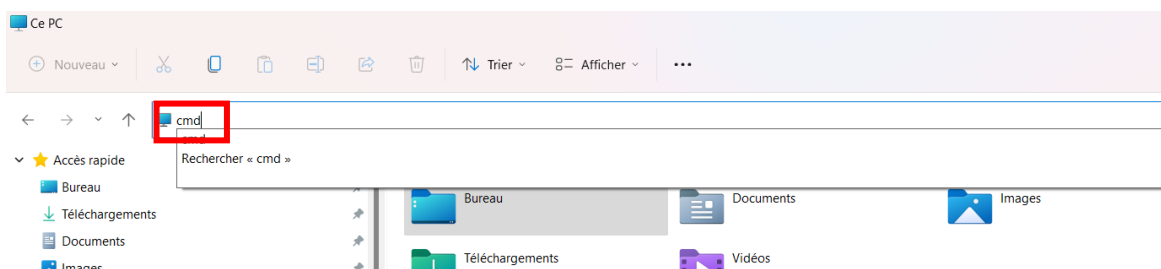 Ce PC
Nouveau
Trier
Afficher
cmd
cmd
Rechercher « cmd »
Accès rapide
Bureau
Téléchargements
Documents
Images
Bureau
Documents
Images
Téléchargements
Vidéos